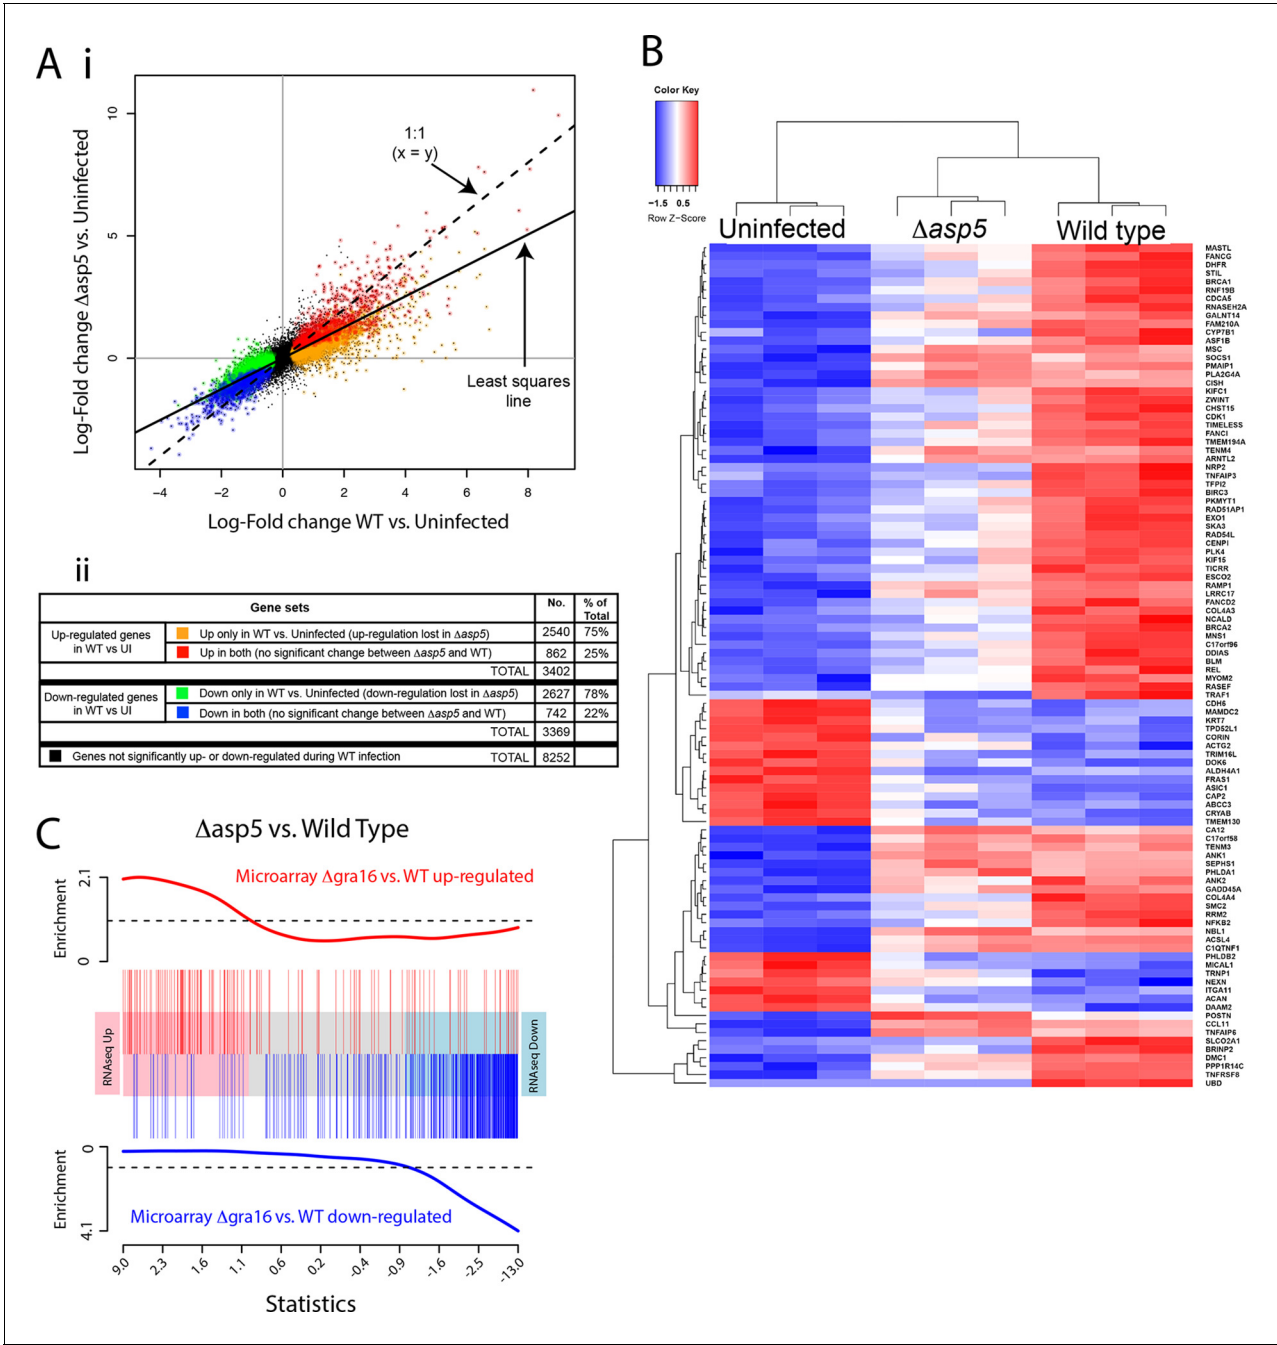 A i
Log-Fold change Δasp5 vs. Uninfected
10
5
0
1:1
(x = y)
Least squares
line
−4 −2 0 2 4 6 8
Log-Fold change WT vs. Uninfected
ii
Gene sets No. % of Total
Up-regulated genes in WT vs UI
Up only in WT vs. Uninfected (up-regulation lost in Δasp5) 2540 75%
Up in both (no significant change between Δasp5 and WT) 862 25%
TOTAL 3402
Down-regulated genes in WT vs UI
Down only in WT vs. Uninfected (down-regulation lost in Δasp5) 2627 78%
Down in both (no significant change between Δasp5 and WT) 742 22%
TOTAL 3369
Genes not significantly up- or down-regulated during WT infection TOTAL 8252
B
Color Key
−1.5 0.5
Row Z−Score
Uninfected Δasp5 Wild type
MASTL
FANCG
DHFR
STIL
BRCA1
RNF19B
CDCA5
RNASEH2A
GALNT14
FAM210A
CYP7B1
ASF1B
MSC
SOCS1
PMAIP1
PLA2G4A
CISH
KIFC1
ZWINT
CHST15
CDK1
TIMELESS
FANCI
TMEM194A
TENM4
ARNTL2
NRP2
TNFAIP3
TFPI2
BIRC3
PKMYT1
RAD51AP1
EXO1
SKA3
RAD54L
CENPI
PLK4
KIF15
TICRR
ESCO2
RAMP1
LRRC17
FANCD2
COL4A3
NCALD
BRCA2
MNS1
C17orf96
DDIAS
BLM
REL
MYOM2
RASEF
TRAF1
CDH6
MAMDC2
KRT7
TPD52L1
CORIN
ACTG2
TRIM16L
DOK6
ALDH4A1
FRAS1
ASIC1
CAP2
ABCC3
CRYAB
TMEM130
CA12
C17orf58
TENM3
ANK1
SEPHS1
PHLDA1
ANK2
GADD45A
COL4A4
SMC2
RRM2
NFKB2
NBL1
ACSL4
C1QTNF1
PHLDB2
MICAL1
TRNP1
NEXN
ITGA11
ACAN
DAAM2
POSTN
CCL11
TNFAIP6
SLCO2A1
BRINP2
DMC1
PPP1R14C
TNFRSF8
UBD
C
Δasp5 vs. Wild Type
Microarray Δgra16 vs. WT up-regulated
Enrichment
2.1
0
RNAseq Up
RNAseq Down
Enrichment
0
4.1
Microarray Δgra16 vs. WT down-regulated
9.0 2.3 1.6 1.1 0.6 0.2 -0.4 -0.9 -1.6 -2.5 -13.0
Statistics